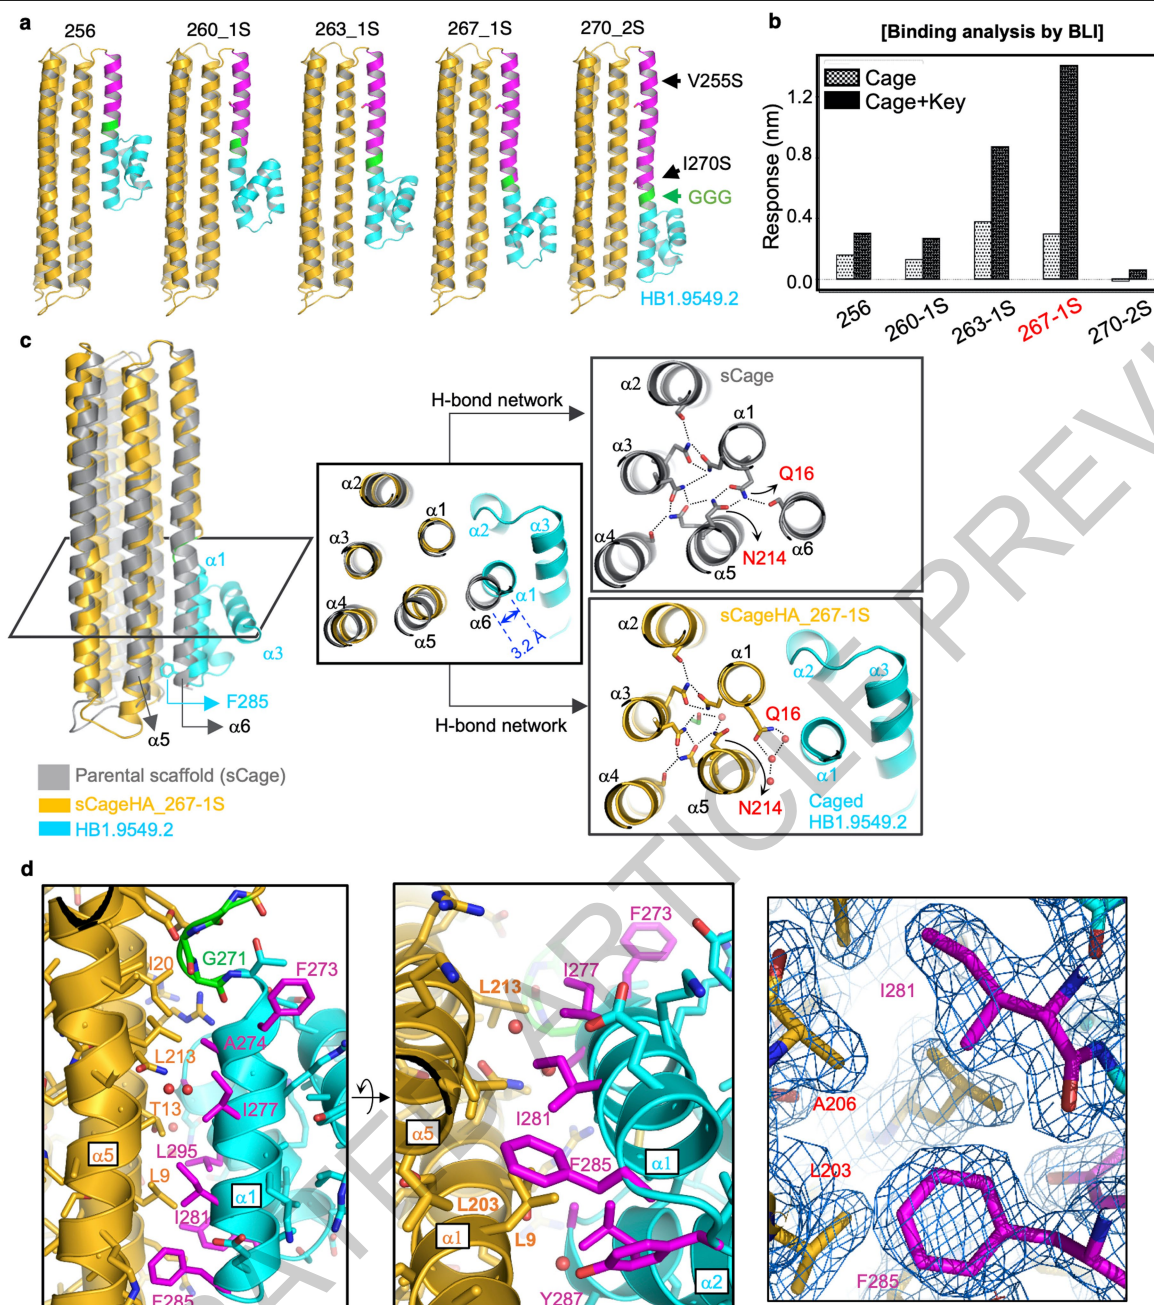 a
256
260_1S
263_1S
267_1S
270_2S
V255S
I270S
GGG
HB1.9549.2
b
[Binding analysis by BLI]
Cage
Cage+Key
Response (nm)
1.2
0.8
0.4
0.0
256
260-1S
263-1S
267-1S
270-2S
c
α1
α3
F285
α5
α6
Parental scaffold (sCage)
sCageHA_267-1S
HB1.9549.2
H-bond network
α2
α1
α3
α4
α5
α6
α2
α3
α1
3.2 Å
H-bond network
sCage
α2
α1
α3
Q16
α4
α5
α6
N214
sCageHA_267-1S
α2
α1
α2
α3
α3
Q16
α4
α5
α1
N214
Caged
HB1.9549.2
d
G271
F273
I20
A274
L213
I277
T13
α5
L295
L9
α1
I281
F285
F273
I277
L213
I281
α5
F285
α1
L203
α1
L9
α2
Y287
I281
A206
L203
F285
ARTICLE PREVI